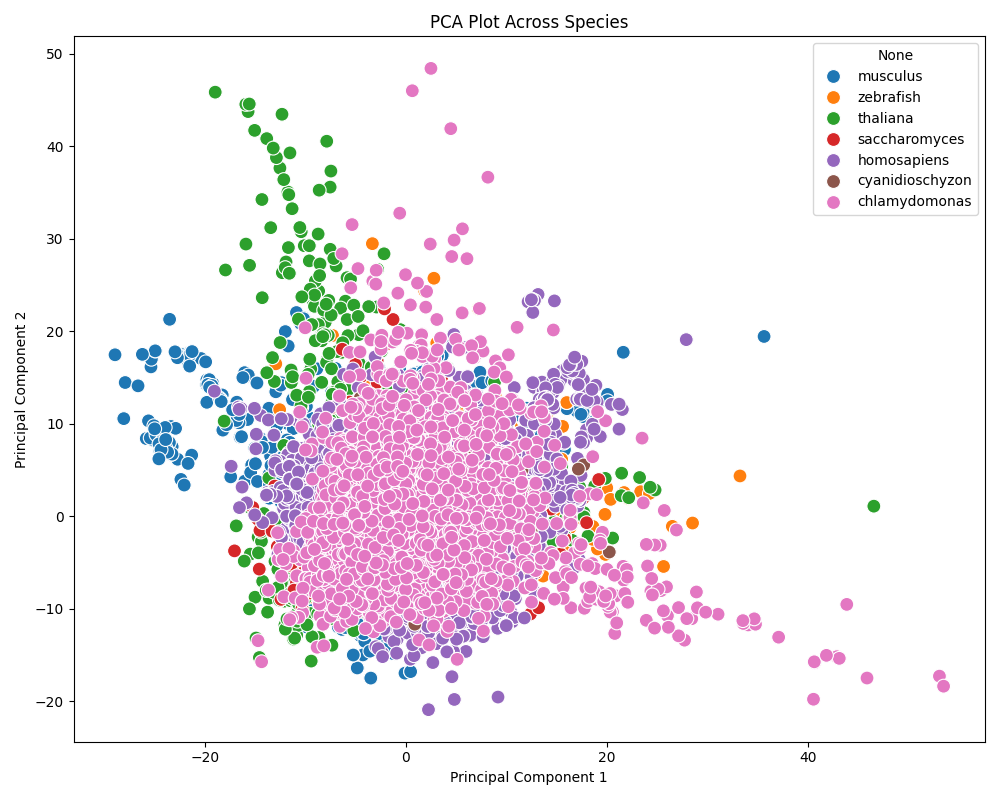 PCA Plot Across Species
None
musculus
zebrafish
thaliana
saccharomyces
homosapiens
cyanidioschyzon
chlamydomonas
50
40
30
20
10
0
−10
−20
Principal Component 2
−20
0
20
40
Principal Component 1